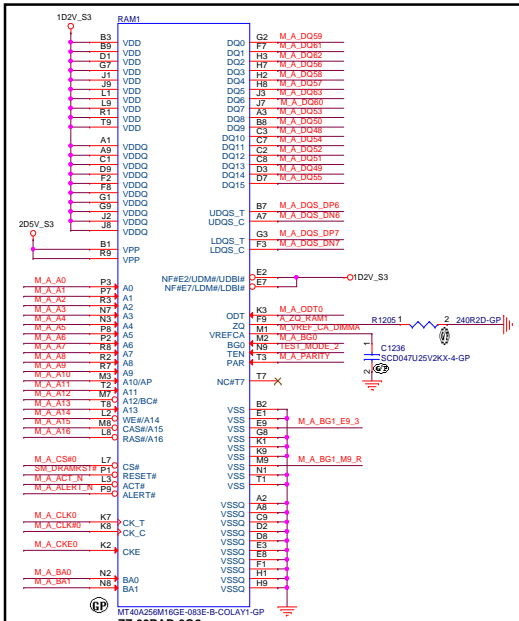 1D2V_S3
RAM1
B3 VDD
B9 VDD
D1 VDD
G7 VDD
J1 VDD
J9 VDD
L1 VDD
L9 VDD
R1 VDD
T9 VDD
A1 VDDQ
A9 VDDQ
C1 VDDQ
D9 VDDQ
F2 VDDQ
F8 VDDQ
G1 VDDQ
G9 VDDQ
J2 VDDQ
J8 VDDQ
2D5V_S3
B1 VPP
R9 VPP
M_A_A0 P3 A0
M_A_A1 P7 A1
M_A_A2 R3 A2
M_A_A3 N7 A3
M_A_A4 N3 A4
M_A_A5 P8 A5
M_A_A6 P2 A6
M_A_A7 R8 A7
M_A_A8 R2 A8
M_A_A9 R7 A9
M_A_A10 M3 A10/AP
M_A_A11 T2 A11
M_A_A12 M7 A12/BC#
M_A_A13 T8 A13
M_A_A14 L2 WE#/A14
M_A_A15 M8 CAS#/A15
M_A_A16 L8 RAS#/A16
M_A_CS#0 L7 CS#
SM_DRAMRST# P1 RESET#
M_A_ACT_N L3 ACT#
M_A_ALERT_N P9 ALERT#
M_A_CLK0 K7 CK_T
M_A_CLK#0 K8 CK_C
M_A_CKE0 K2 CKE
M_A_BA0 N2 BA0
M_A_BA1 N8 BA1
DQ0 G2 M_A_DQ59
DQ1 F7 M_A_DQ61
DQ2 H3 M_A_DQ62
DQ3 H7 M_A_DQ56
DQ4 H2 M_A_DQ58
DQ5 H8 M_A_DQ57
DQ6 J3 M_A_DQ63
DQ7 J7 M_A_DQ60
DQ8 A3 M_A_DQ53
DQ9 B8 M_A_DQ50
DQ10 C3 M_A_DQ48
DQ11 C7 M_A_DQ54
DQ12 C2 M_A_DQ52
DQ13 C8 M_A_DQ51
DQ14 D3 M_A_DQ49
DQ15 D7 M_A_DQ55
UDQS_T B7 M_A_DQS_DP6
UDQS_C A7 M_A_DQS_DN6
LDQS_T G3 M_A_DQS_DP7
LDQS_C F3 M_A_DQS_DN7
NF#E2/UDM#/UDBI# E2
NF#E7/LDM#/LDBI# E7
1D2V_S3
ODT K3 M_A_ODT0
ZQ F9 A_ZQ_RAM1
R1205 1 2 240R2D-GP
VREFCA M1 M_VREF_CA_DIMMA
BG0 M2 M_A_BG0
TEN N9 TEST_MODE_2
PAR T3 M_A_PARITY
1
C1236
SCD047U25V2KX-4-GP
2
NC#T7 T7
VSS B2
VSS E1
VSS E9 M_A_BG1_E9_3
VSS G8
VSS K1
VSS K9
VSS M9 M_A_BG1_M9_R
VSS N1
VSS T1
VSSQ A2
VSSQ A8
VSSQ C9
VSSQ D2
VSSQ D8
VSSQ E3
VSSQ E8
VSSQ F1
VSSQ H1
VSSQ H9
GP
MT40A256M16GE-083E-B-COLAY1-GP